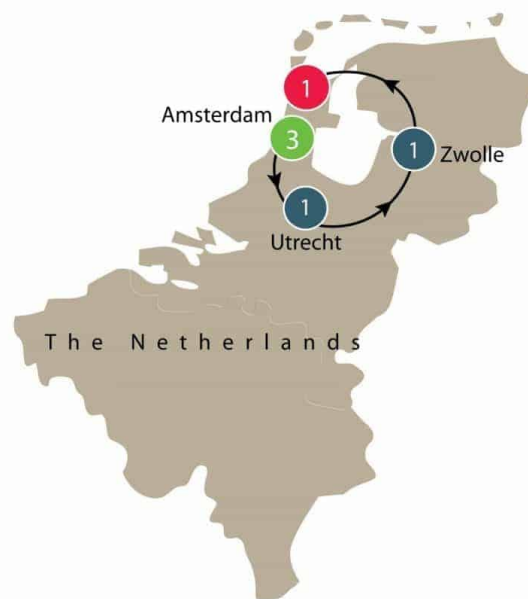 1
Amsterdam
3
1 Zwolle
1
Utrecht
The Netherlands